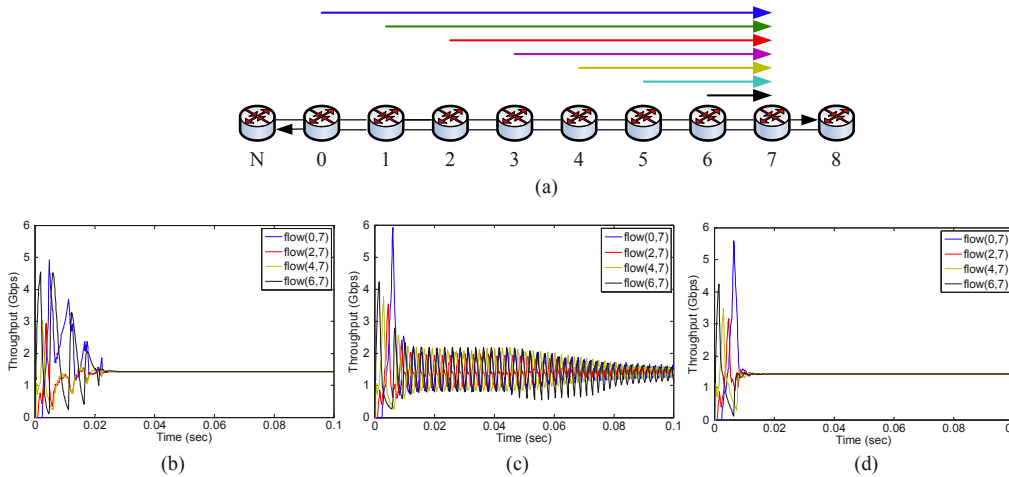 N 0 1 2 3 4 5 6 7 8
(a)
6
5
4
3
2
1
0
Throughput (Gbps)
flow(0,7)
flow(2,7)
flow(4,7)
flow(6,7)
0 0.02 0.04 0.06 0.08 0.1
Time (sec)
(b)
6
5
4
3
2
1
0
Throughput (Gbps)
flow(0,7)
flow(2,7)
flow(4,7)
flow(6,7)
0 0.02 0.04 0.06 0.08 0.1
Time (sec)
(c)
6
5
4
3
2
1
0
Throughput (Gbps)
flow(0,7)
flow(2,7)
flow(4,7)
flow(6,7)
0 0.02 0.04 0.06 0.08
Time (sec)
(d)